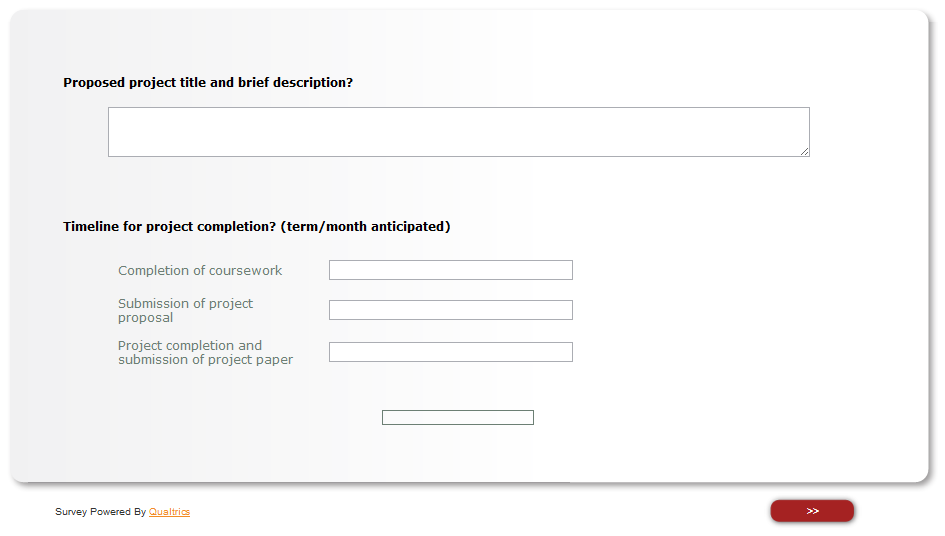 Proposed project title and brief description?
Timeline for project completion? (term/month anticipated)
Completion of coursework
Submission of project
proposal
Project completion and
submission of project paper
Survey Powered By Qualtrics
>>